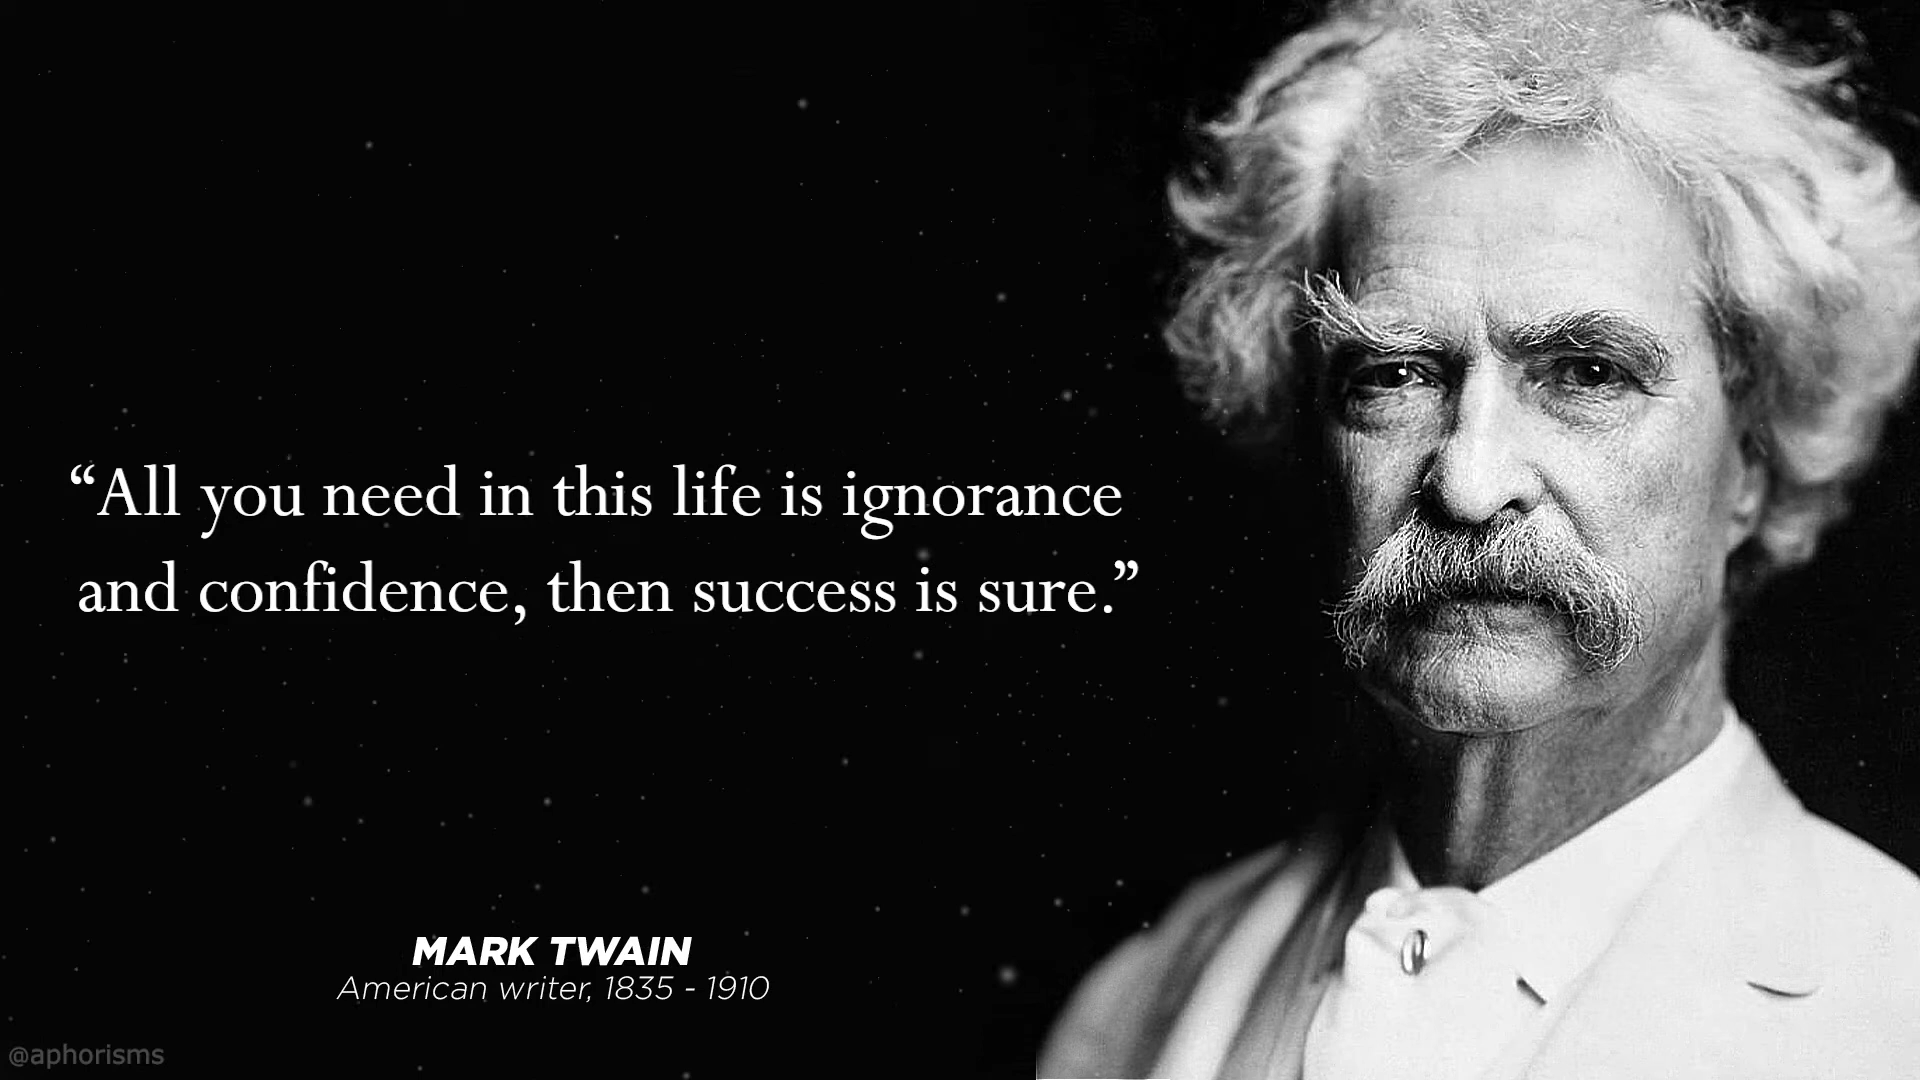 “All you need in this life is ignorance
and confidence, then success is sure.”
MARK TWAIN
American writer, 1835 - 1910
@aphorisms